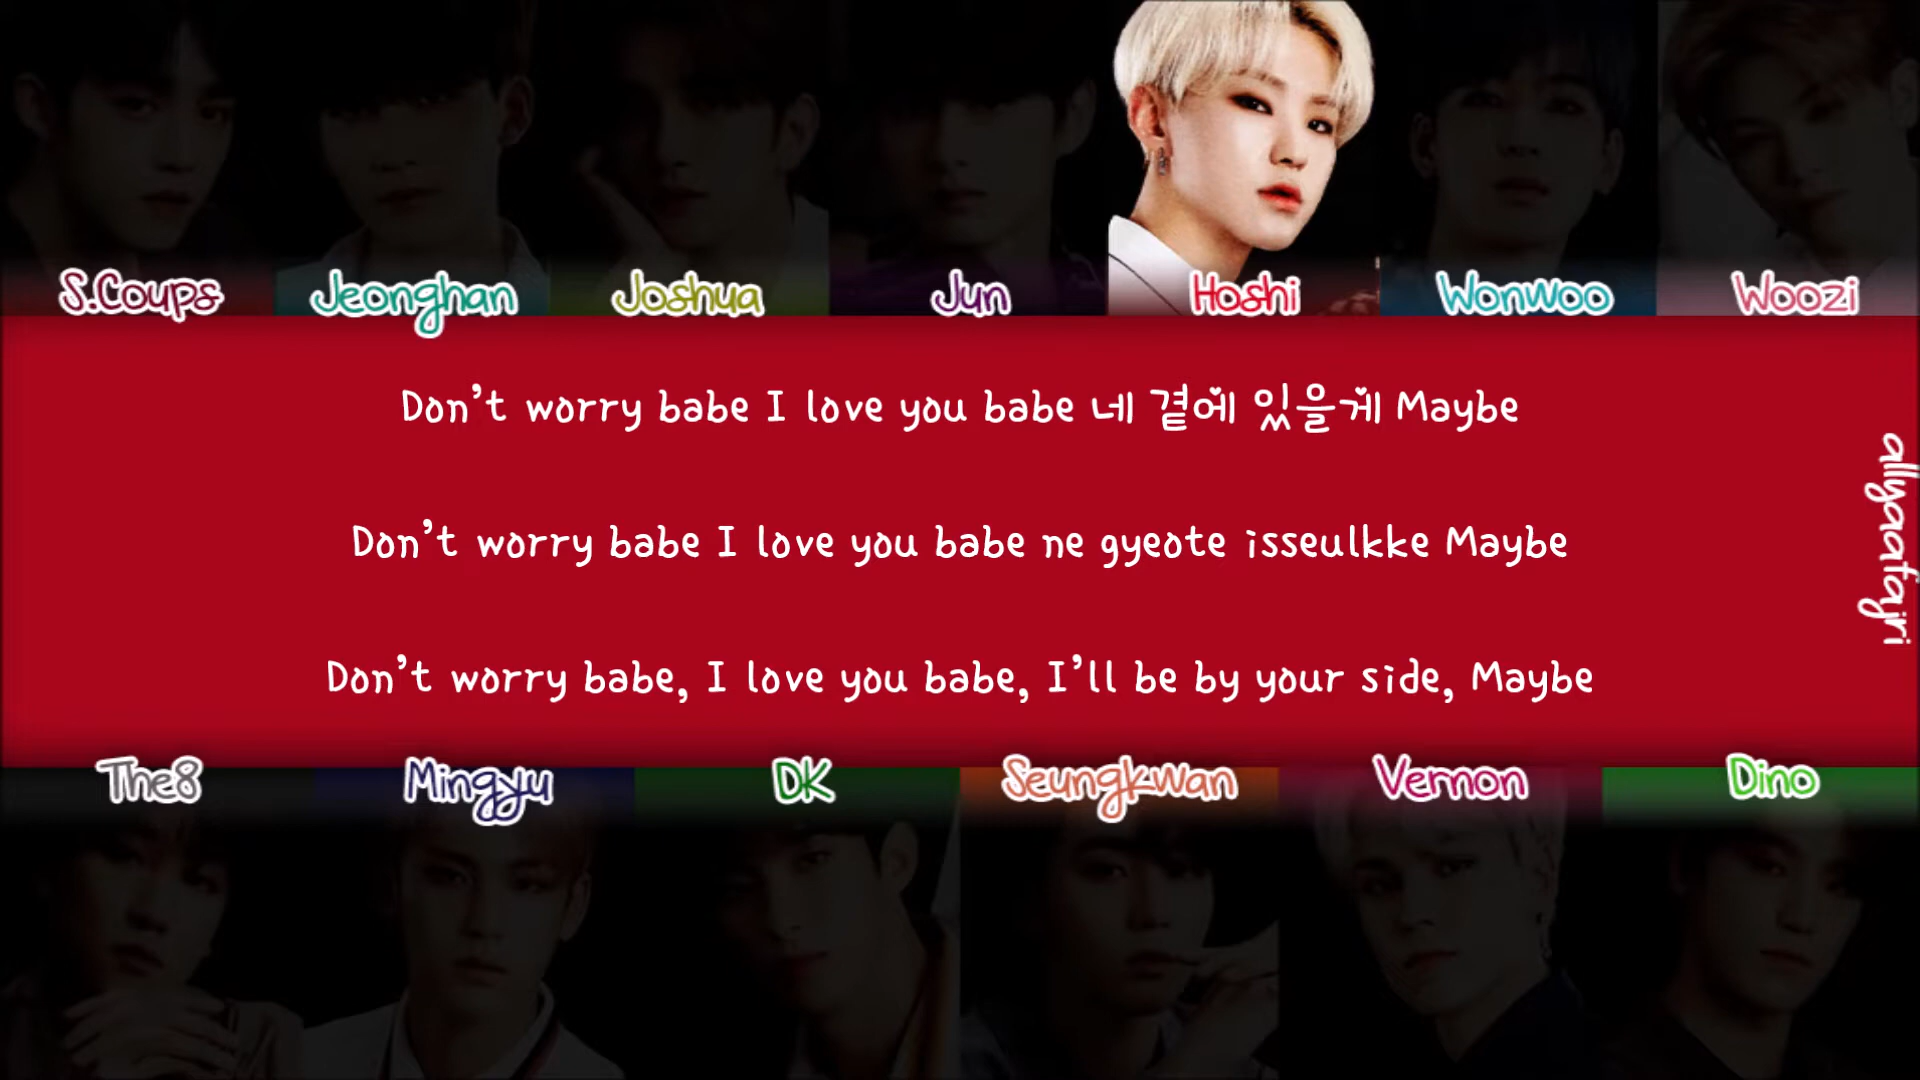 S.Coups Jeonghan Joshua Jun Hoshi Wonwoo Woozi
Don't worry babe I love you babe 네 곁에 있을게 Maybe
Don't worry babe I love you babe ne gyeote isseulkke Maybe
Don't worry babe, I love you babe, I'll be by your side, Maybe
allyaafajri
The8 Mingyu DK Seungkwan Vernon Dino